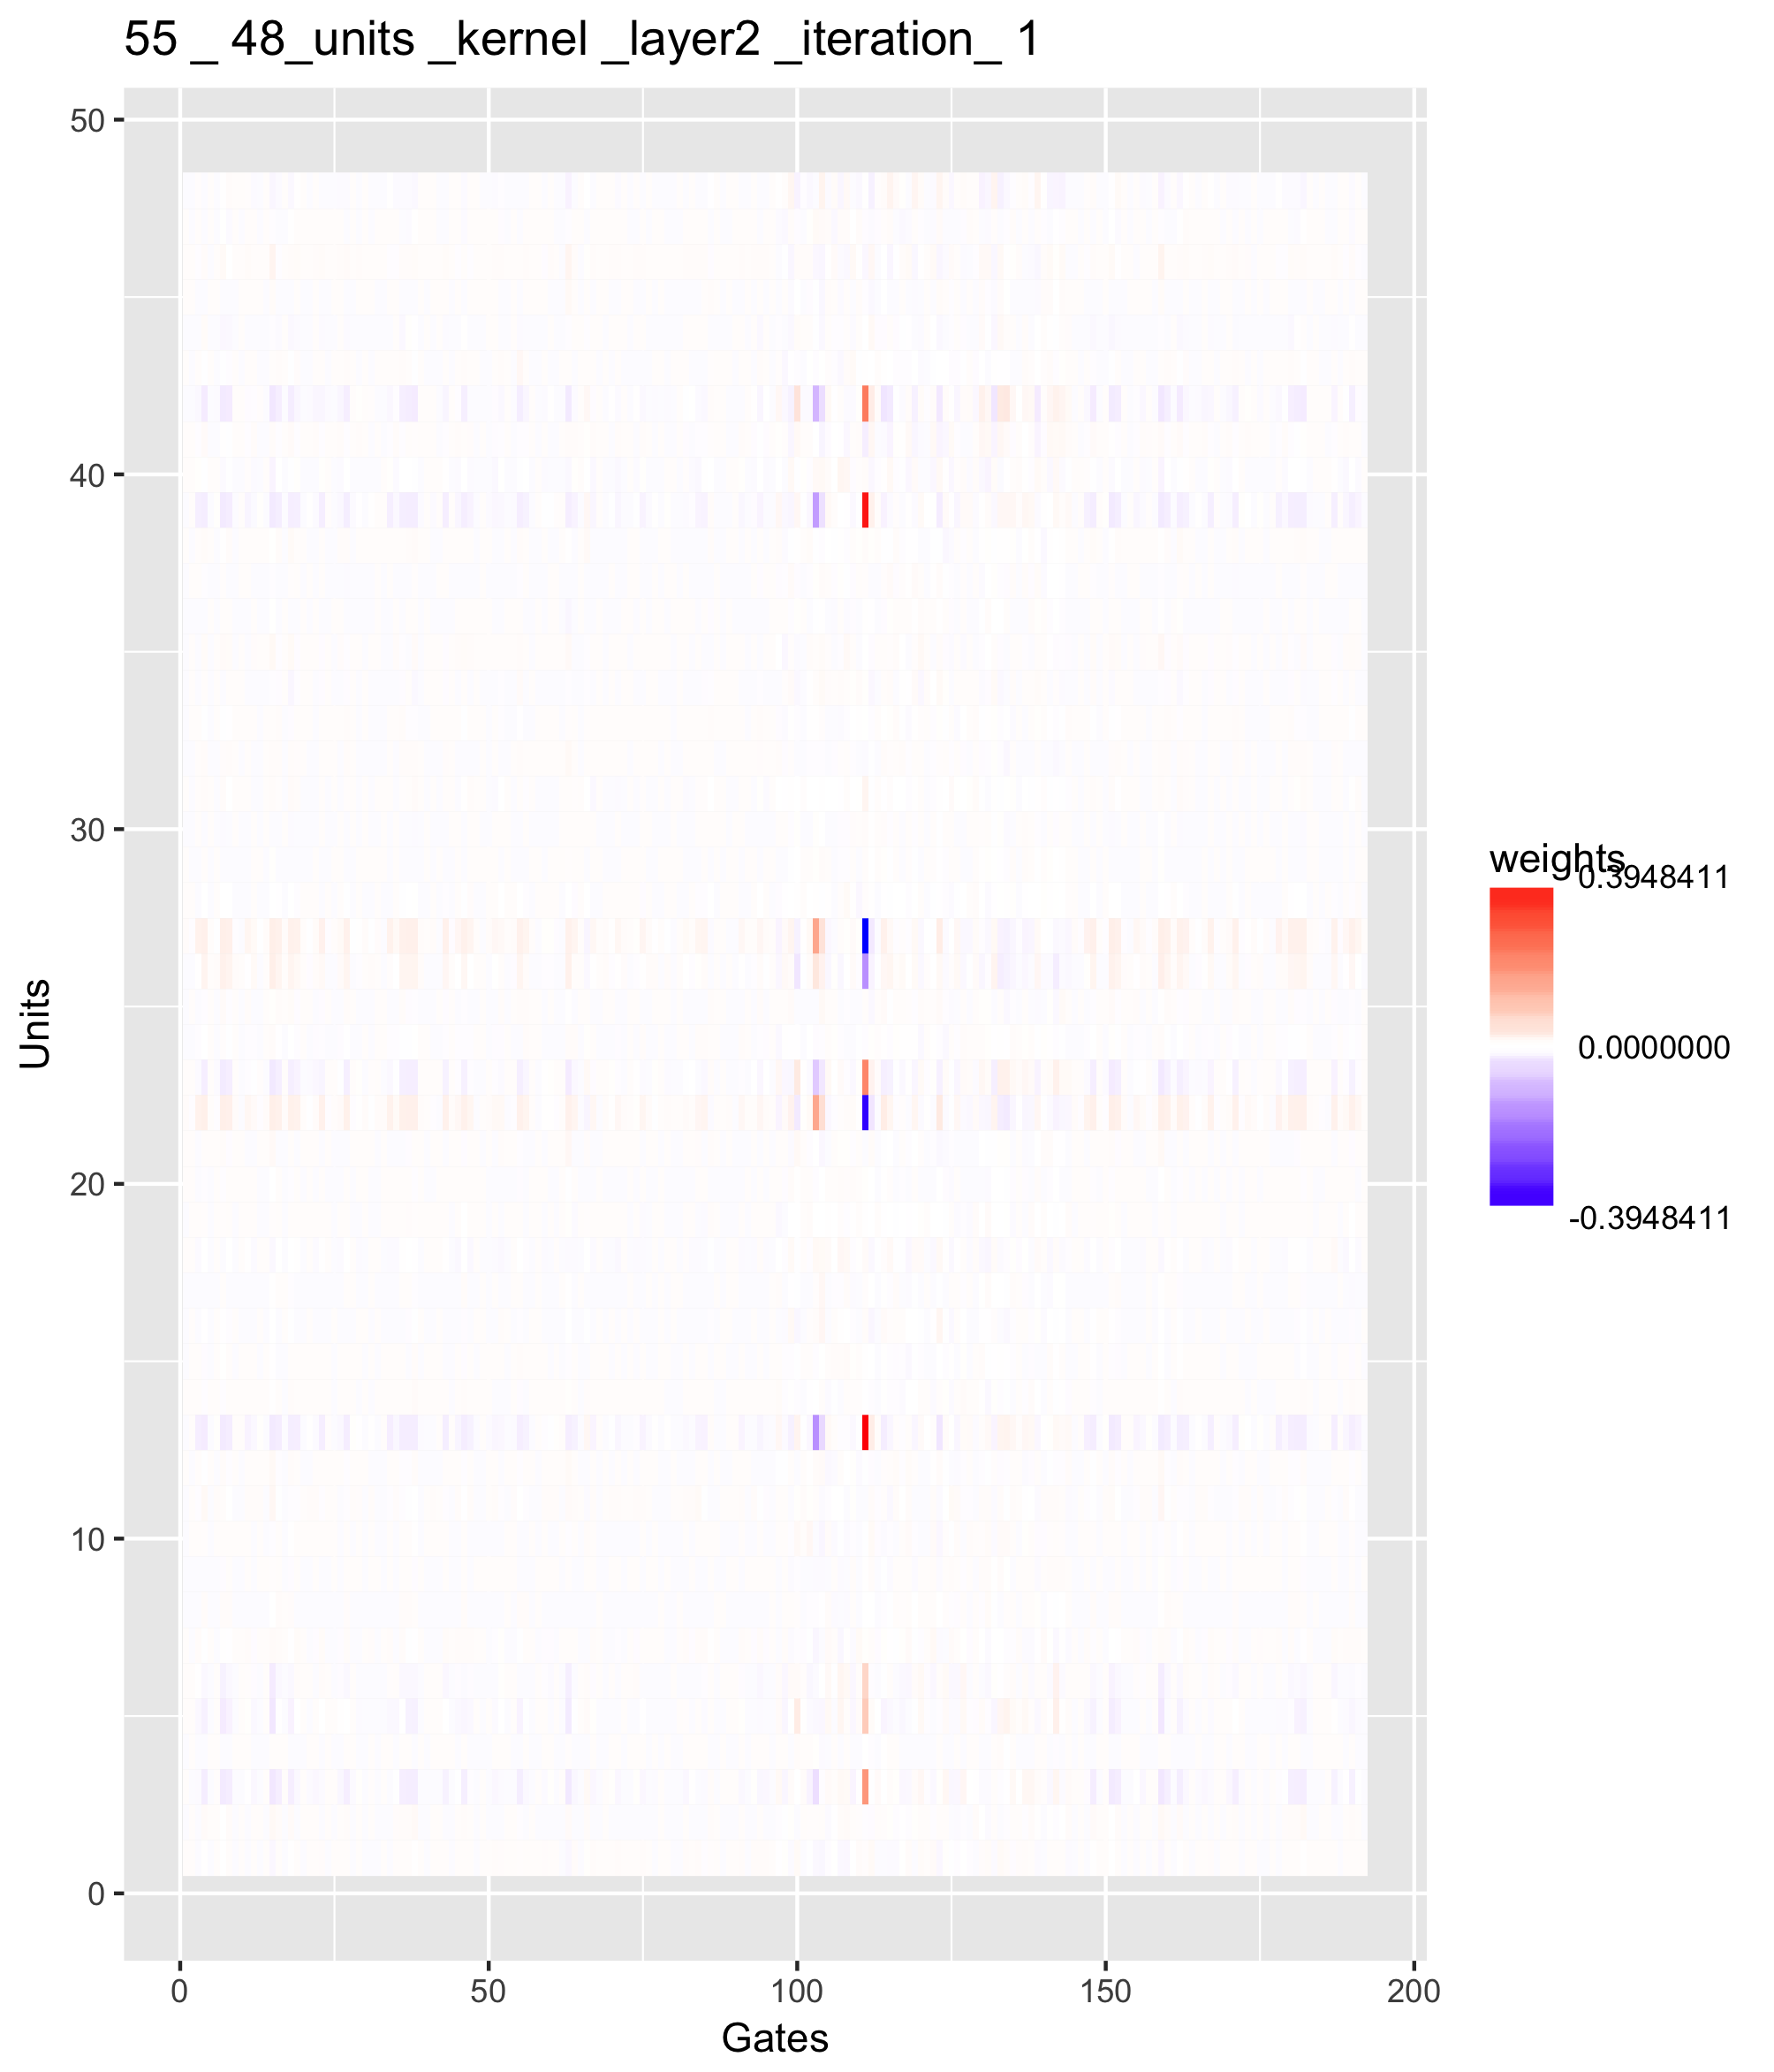 55 _ 48_units _kernel _layer2 _iteration_ 1
50
40
30
20
10
0
Units
0 50 100 150 200
Gates
weights
0.3948411
0.0000000
-0.3948411